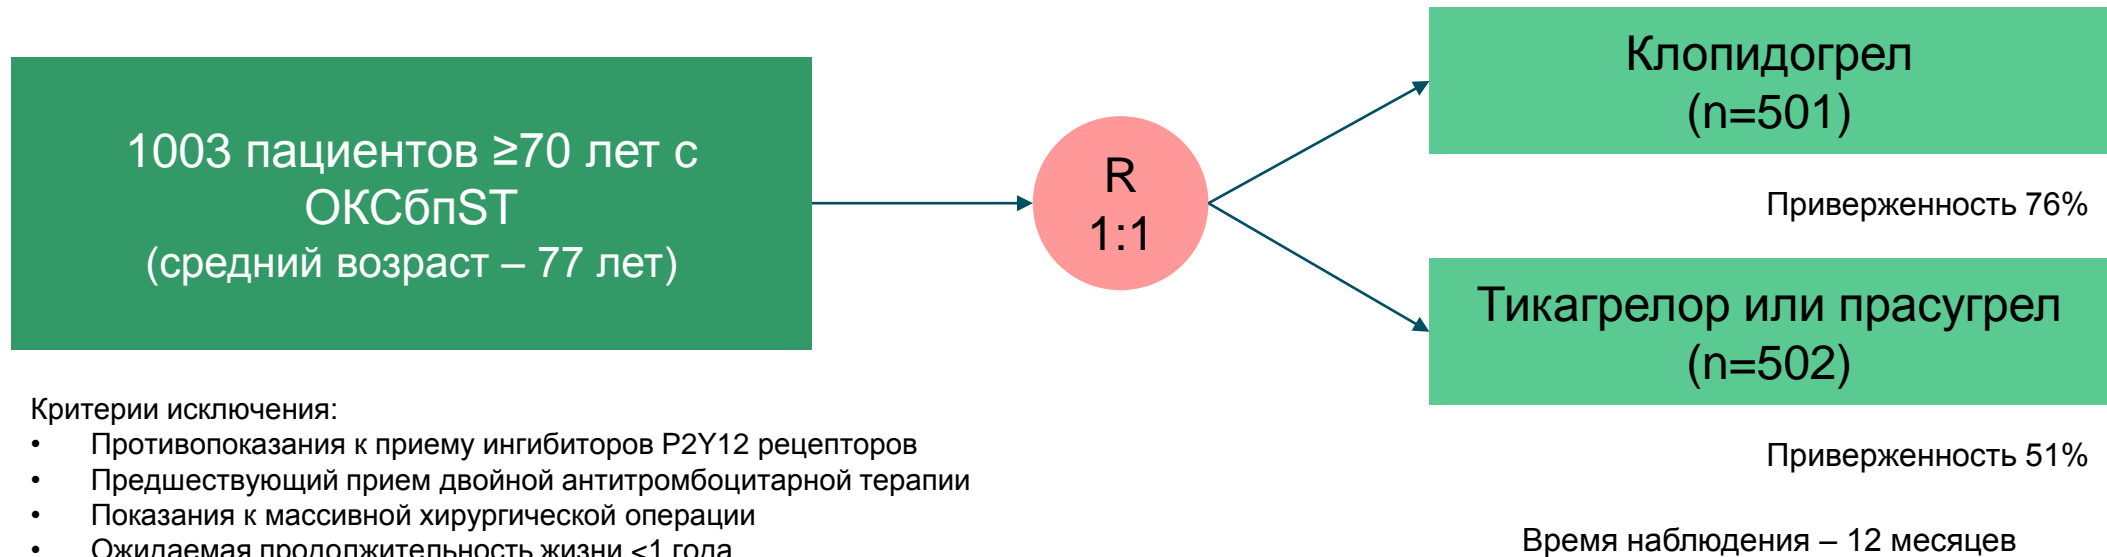 1003 пациентов ≥70 лет с
ОКСбпST
(средний возраст – 77 лет)
R
1:1
Клопидогрел
(n=501)
Приверженность 76%
Тикагрелор или прасугрел
(n=502)
Приверженность 51%
Время наблюдения – 12 месяцев
Критерии исключения:
• Противопоказания к приему ингибиторов P2Y12 рецепторов
• Предшествующий прием двойной антитромбоцитарной терапии
• Показания к массивной хирургической операции
• Ожидаемая продолжительность жизни <1 года